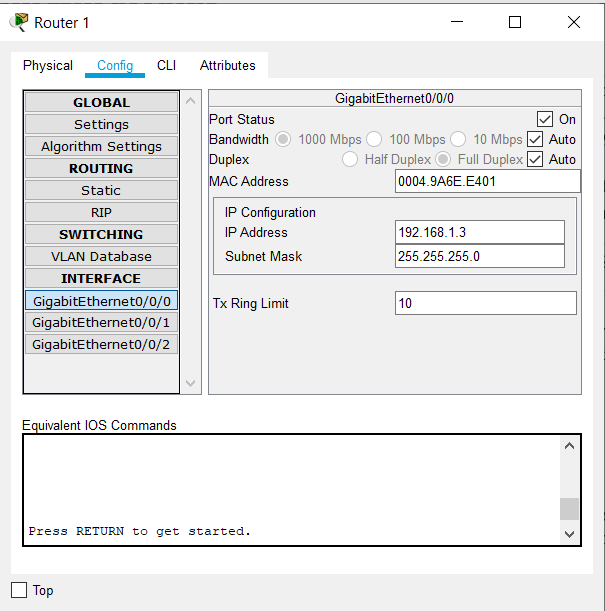 Router 1
Physical Config CLI Attributes
GLOBAL
Settings
Algorithm Settings
ROUTING
Static
RIP
SWITCHING
VLAN Database
INTERFACE
GigabitEthernet0/0/0
GigabitEthernet0/0/1
GigabitEthernet0/0/2
GigabitEthernet0/0/0
Port Status On
Bandwidth 1000 Mbps 100 Mbps 10 Mbps Auto
Duplex Half Duplex Full Duplex Auto
MAC Address 0004.9A6E.E401
IP Configuration
IP Address 192.168.1.3
Subnet Mask 255.255.255.0
Tx Ring Limit 10
Equivalent IOS Commands
Press RETURN to get started.
Top